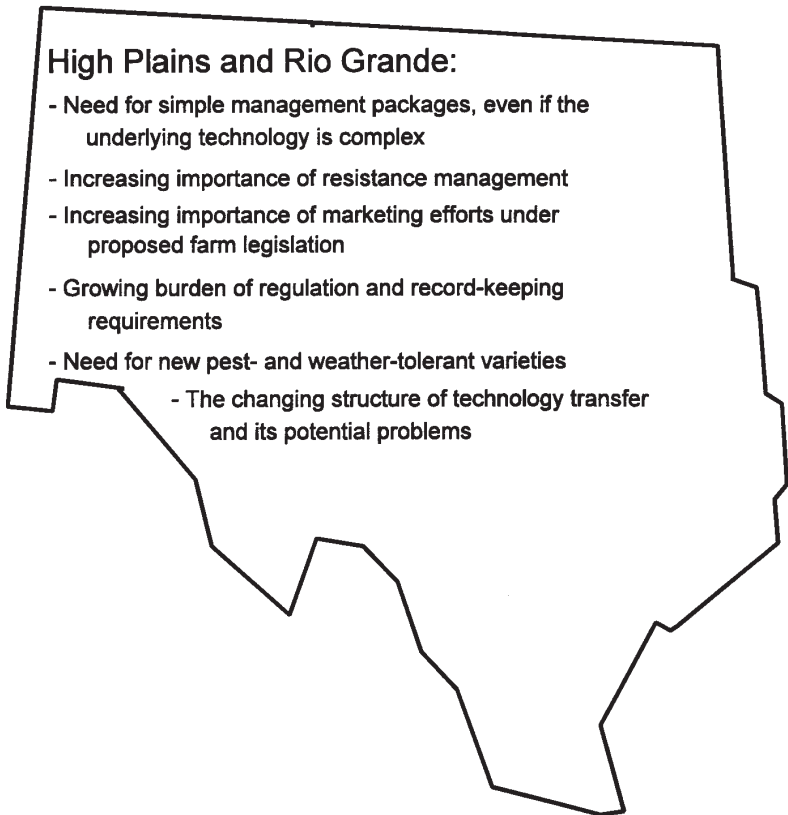 High Plains and Rio Grande:
- Need for simple management packages, even if the
underlying technology is complex
- Increasing importance of resistance management
- Increasing importance of marketing efforts under
proposed farm legislation
- Growing burden of regulation and record-keeping
requirements
- Need for new pest- and weather-tolerant varieties
- The changing structure of technology transfer
and its potential problems